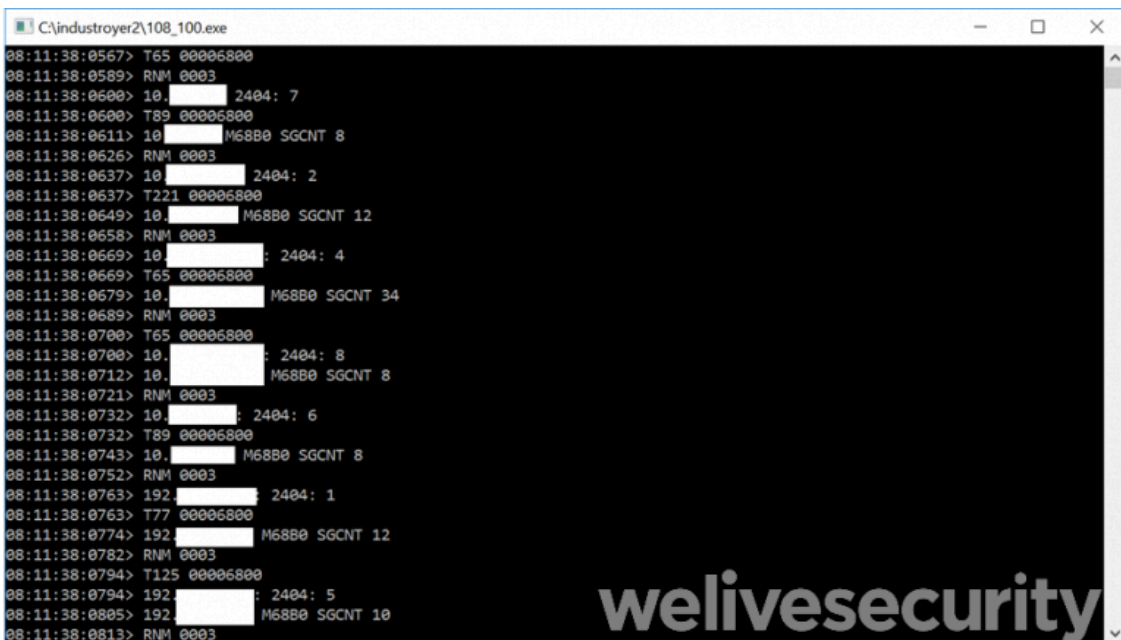 C:\industroyer2\108_100.exe
08:11:38:0567> T65 00006800
08:11:38:0589> RNM 0003
08:11:38:0600> 10. 2404: 7
08:11:38:0600> T89 00006800
08:11:38:0611> 10 M68B0 SGCNT 8
08:11:38:0626> RNM 0003
08:11:38:0637> 10 2404: 2
08:11:38:0637> T221 00006800
08:11:38:0649> 10. M68B0 SGCNT 12
08:11:38:0658> RNM 0003
08:11:38:0669> 10. : 2404: 4
08:11:38:0669> T65 00006800
08:11:38:0679> 10. M68B0 SGCNT 34
08:11:38:0689> RNM 0003
08:11:38:0700> T65 00006800
08:11:38:0700> 10. : 2404: 8
08:11:38:0712> 10. M68B0 SGCNT 8
08:11:38:0721> RNM 0003
08:11:38:0732> 10. : 2404: 6
08:11:38:0732> T89 00006800
08:11:38:0743> 10. M68B0 SGCNT 8
08:11:38:0752> RNM 0003
08:11:38:0763> 192. : 2404: 1
08:11:38:0763> T77 00006800
08:11:38:0774> 192. M68B0 SGCNT 12
08:11:38:0782> RNM 0003
08:11:38:0794> T125 00006800
08:11:38:0794> 192. : 2404: 5
08:11:38:0805> 192. M68B0 SGCNT 10
08:11:38:0813> RNM 0003
welivesecurity